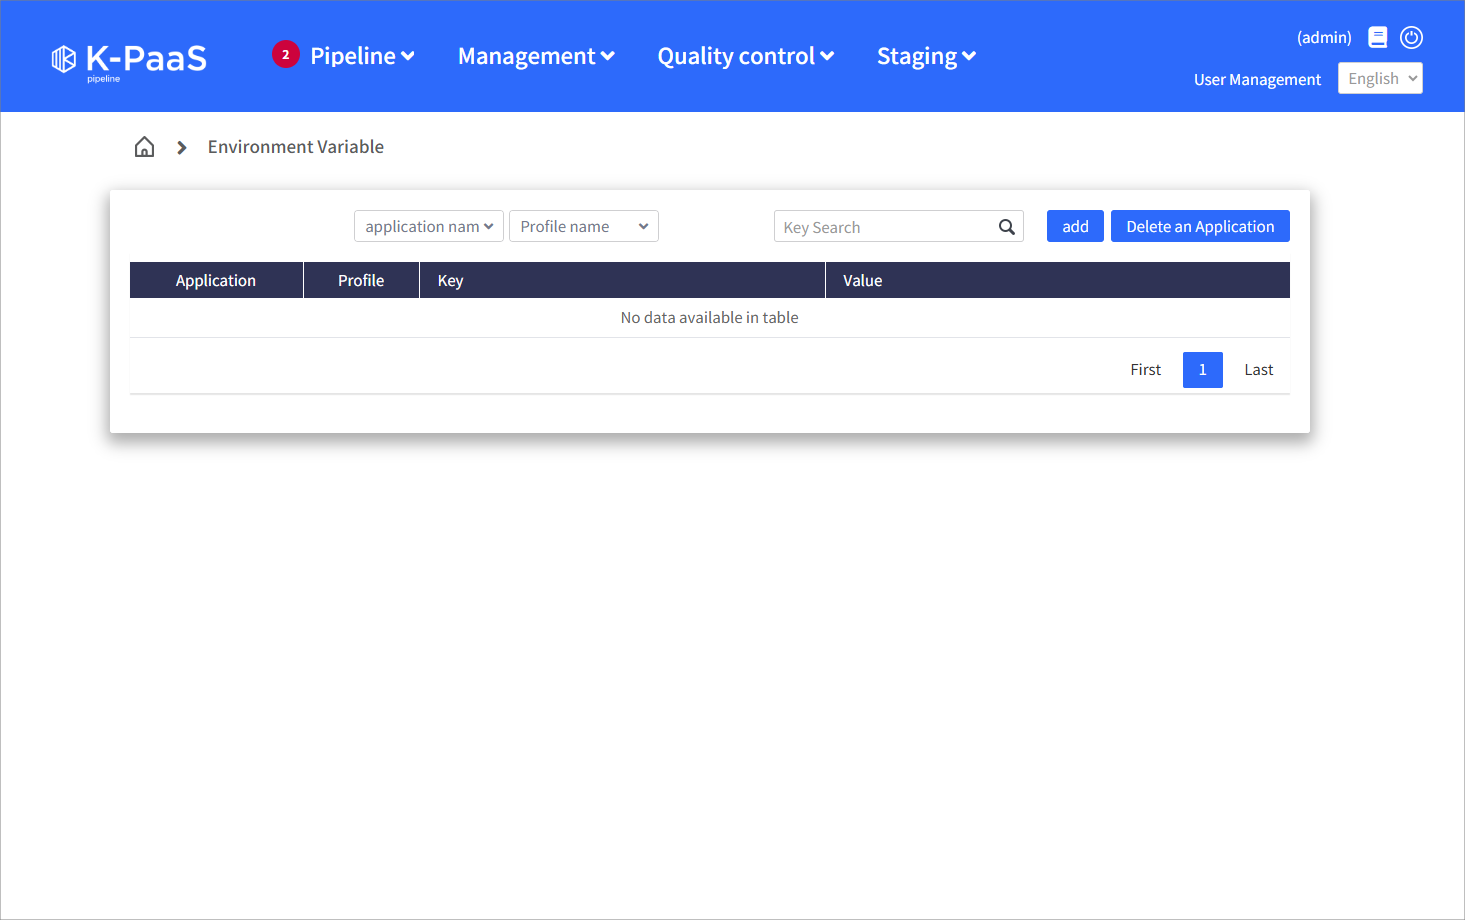 K-PaaS
pipeline
2
Pipeline
Management
Quality control
Staging
(admin)
User Management
English
Environment Variable
application nam
Profile name
Key Search
add
Delete an Application
Application
Profile
Key
Value
No data available in table
First
1
Last